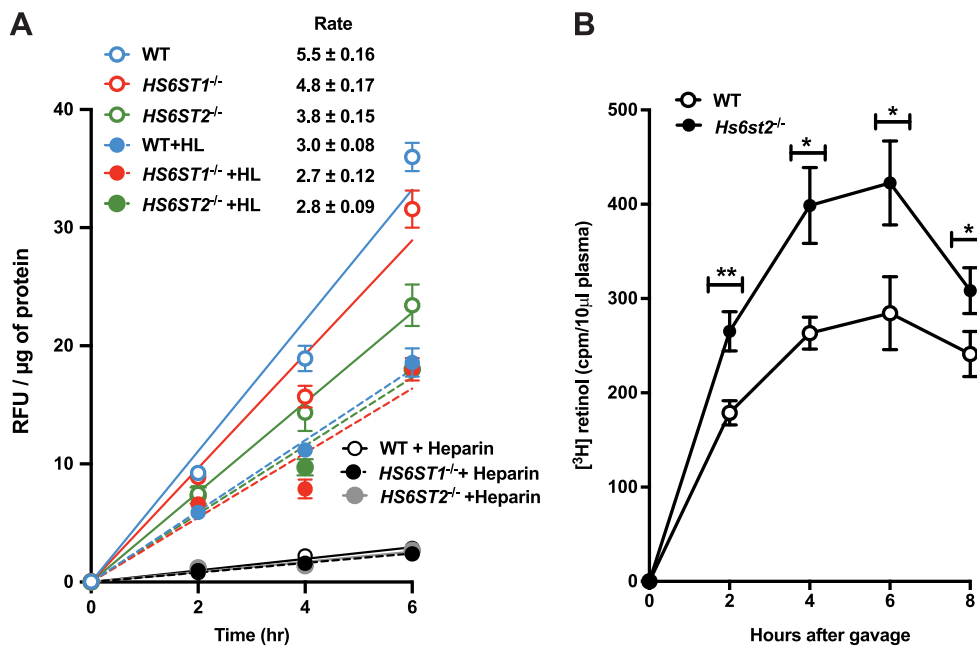 A
Rate
WT 5.5 ± 0.16
HS6ST1-/- 4.8 ± 0.17
HS6ST2-/- 3.8 ± 0.15
WT+HL 3.0 ± 0.08
HS6ST1-/- +HL 2.7 ± 0.12
HS6ST2-/- +HL 2.8 ± 0.09
40
30
20
10
0
RFU / µg of protein
WT + Heparin
HS6ST1-/-+ Heparin
HS6ST2-/- +Heparin
0 2 4 6
Time (hr)
B
WT
Hs6st2-/-
500
400
300
200
100
0
[3H] retinol (cpm/10µl plasma)
** * * *
0 2 4 6 8
Hours after gavage